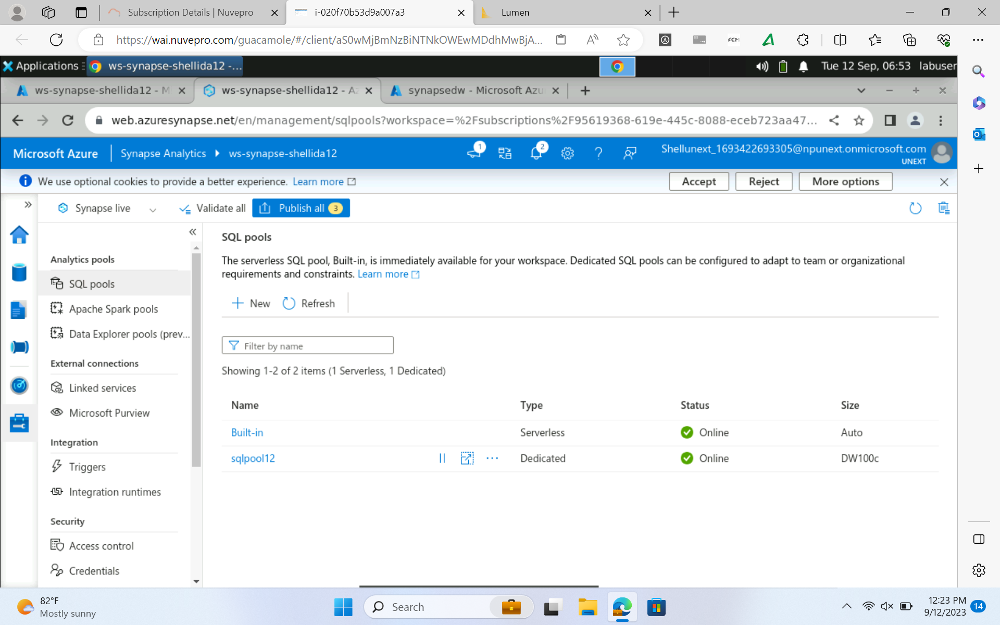 Subscription Details | Nuvepro
i-020f70b53d9a007a3
Lumen
https://wai.nuvepro.com/guacamole/#/client/aS0wMjBmNzBiNTNkOWEwMDdhMwBjA...
FCM
Applications
ws-synapse-shellida12 -...
Tue 12 Sep, 06:53
labuser
ws-synapse-shellida12 - M
ws-synapse-shellida12 - Az
synapsedw - Microsoft Azu
web.azuresynapse.net/en/management/sqlpools?workspace=%2Fsubscriptions%2F95619368-619e-445c-8088-eceb723aa47...
Microsoft Azure
Synapse Analytics
ws-synapse-shellida12
1
2
Shellunext_1693422693305@npunext.onmicrosoft.com
UNEXT
We use optional cookies to provide a better experience. Learn more
Accept
Reject
More options
Synapse live
Validate all
Publish all 3
Analytics pools
SQL pools
Apache Spark pools
Data Explorer pools (prev...
External connections
Linked services
Microsoft Purview
Integration
Triggers
Integration runtimes
Security
Access control
Credentials
SQL pools
The serverless SQL pool, Built-in, is immediately available for your workspace. Dedicated SQL pools can be configured to adapt to team or organizational
requirements and constraints. Learn more
New
Refresh
Filter by name
Showing 1-2 of 2 items (1 Serverless, 1 Dedicated)
Name Type Status Size
Built-in Serverless Online Auto
sqlpool12 Dedicated Online DW100c
82°F
Mostly sunny
Search
12:23 PM
9/12/2023
14